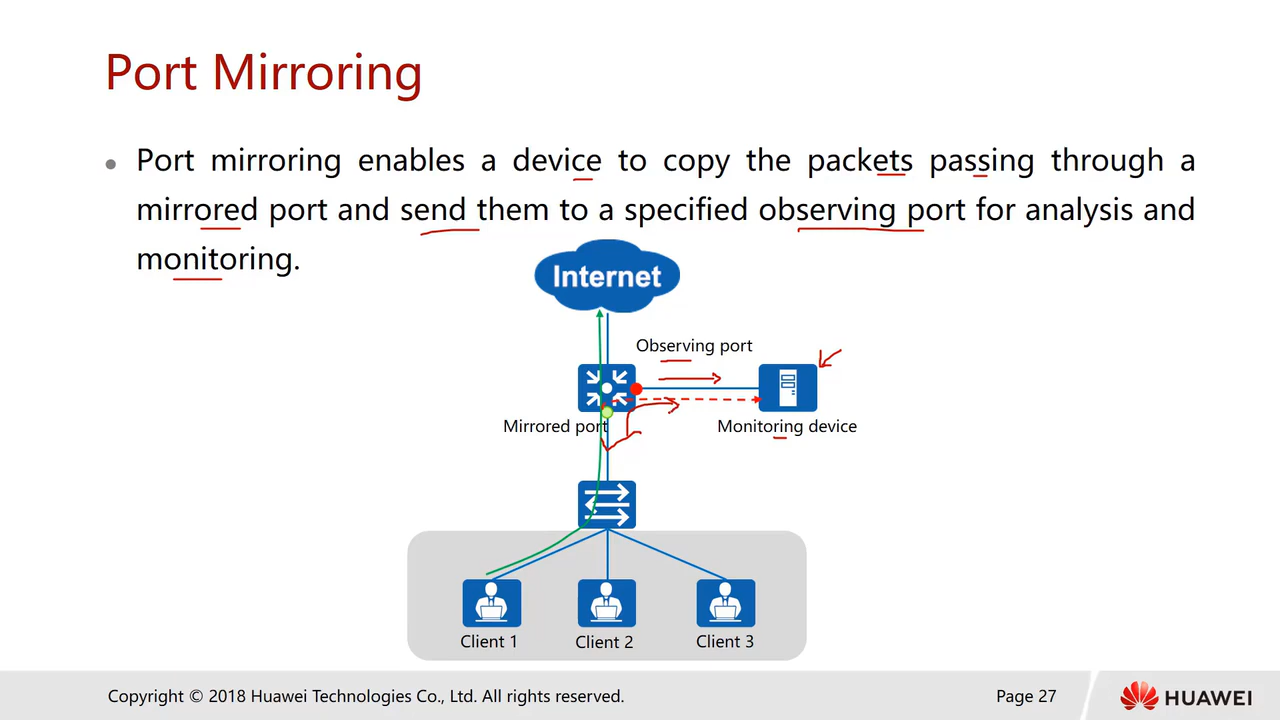 Port Mirroring
Port mirroring enables a device to copy the packets passing through a
mirrored port and send them to a specified observing port for analysis and
monitoring.
Internet
Observing port
Mirrored port
Monitoring device
Client 1
Client 2
Client 3
Copyright © 2018 Huawei Technologies Co., Ltd. All rights reserved.
Page 27
HUAWEI